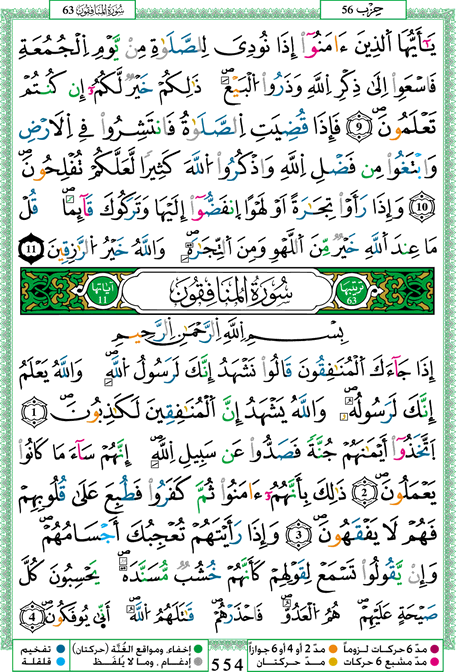 سُورَةُ المُنَافِقُونَ 63
حِزْب 56
يَٰٓأَيُّهَا ٱلَّذِينَ ءَامَنُوٓاْ إِذَا نُودِىَ لِلصَّلَوٰةِ مِنْ يَّوْمِ ٱلْجُمُعَةِ
فَٱسْعَوْاْ إِلَىٰ ذِكْرِ ٱللَّهِ وَذَرُواْ ٱلْبَيْعَ ذَٰلِكُمْ خَيْرٌ لَّكُمُۥٓ إِن كُنتُمْ
تَعْلَمُونَ 9 فَإِذَا قُضِيَتِ ٱلصَّلَوٰةُ فَٱنتَشِرُواْ فِى ٱلْأَرْضِ
وَٱبْتَغُواْ مِن فَضْلِ ٱللَّهِ وَٱذْكُرُواْ ٱللَّهَ كَثِيرًا لَّعَلَّكُمْ تُفْلِحُونَ
10 وَإِذَا رَأَوْاْ تِجَٰرَةً أَوْ لَهْوًا ٱنفَضُّوٓاْ إِلَيْهَا وَتَرَكُوكَ قَآئِمًا قُلْ
مَا عِندَ ٱللَّهِ خَيْرٌ مِّنَ ٱللَّهْوِ وَمِنَ ٱلتِّجَٰرَةِ وَٱللَّهُ خَيْرُ ٱلرَّٰزِقِينَ 11
ترتيبها 63
سُورَةُ المُنَافِقُونَ
آياتها 11
بِسْمِ ٱللَّهِ ٱلرَّحْمَٰنِ ٱلرَّحِيمِ
إِذَا جَآءَكَ ٱلْمُنَٰفِقُونَ قَالُواْ نَشْهَدُ إِنَّكَ لَرَسُولُ ٱللَّهِ وَٱللَّهُ يَعْلَمُ
إِنَّكَ لَرَسُولُهُۥ وَٱللَّهُ يَشْهَدُ إِنَّ ٱلْمُنَٰفِقِينَ لَكَٰذِبُونَ 1
ٱتَّخَذُوٓاْ أَيْمَٰنَهُمْ جُنَّةً فَصَدُّواْ عَن سَبِيلِ ٱللَّهِ إِنَّهُمْ سَآءَ مَا كَانُواْ
يَعْمَلُونَ 2 ذَٰلِكَ بِأَنَّهُمُۥٓ ءَامَنُواْ ثُمَّ كَفَرُواْ فَطُبِعَ عَلَىٰ قُلُوبِهِمْ
فَهُمْ لَا يَفْقَهُونَ 3 وَإِذَا رَأَيْتَهُمْ تُعْجِبُكَ أَجْسَامُهُمْ
وَإِنْ يَّقُولُواْ تَسْمَعْ لِقَوْلِهِمْ كَأَنَّهُمْ خُشُبٌ مُّسَنَّدَةٌ يَحْسِبُونَ كُلَّ
صَيْحَةٍ عَلَيْهِمْ هُمُ ٱلْعَدُوُّ فَٱحْذَرْهُمْ قَٰتَلَهُمُ ٱللَّهُ أَنَّىٰ يُوفَكُونَ 4
مدّ 6 حركات لزوماً
مدّ 2 أو 4 أو 6 جوازاً
إخفاء، ومواقع الغُنَّة (حركتان)
تفخيم
مدّ مشبع 6 حركات
مدّ حركتان
إدغام، وما لا يُلفَظ
قلقلة
554